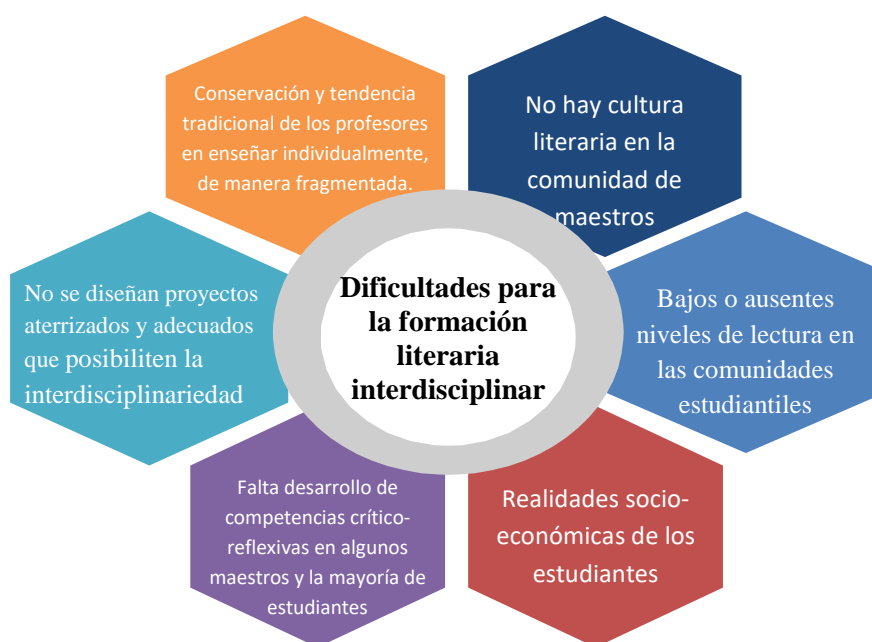 Conservación y tendencia
tradicional de los profesores
en enseñar individualmente,
de manera fragmentada.
No hay cultura
literaria en la
comunidad de
maestros
No se diseñan proyectos
aterrizados y adecuados
que posibiliten la
interdisciplinariedad
Dificultades para
la formación
literaria
interdisciplinar
Bajos o ausentes
niveles de lectura en
las comunidades
estudiantiles
Falta desarrollo de
competencias crítico-
reflexivas en algunos
maestros y la mayoría de
estudiantes
Realidades socio-
económicas de los
estudiantes